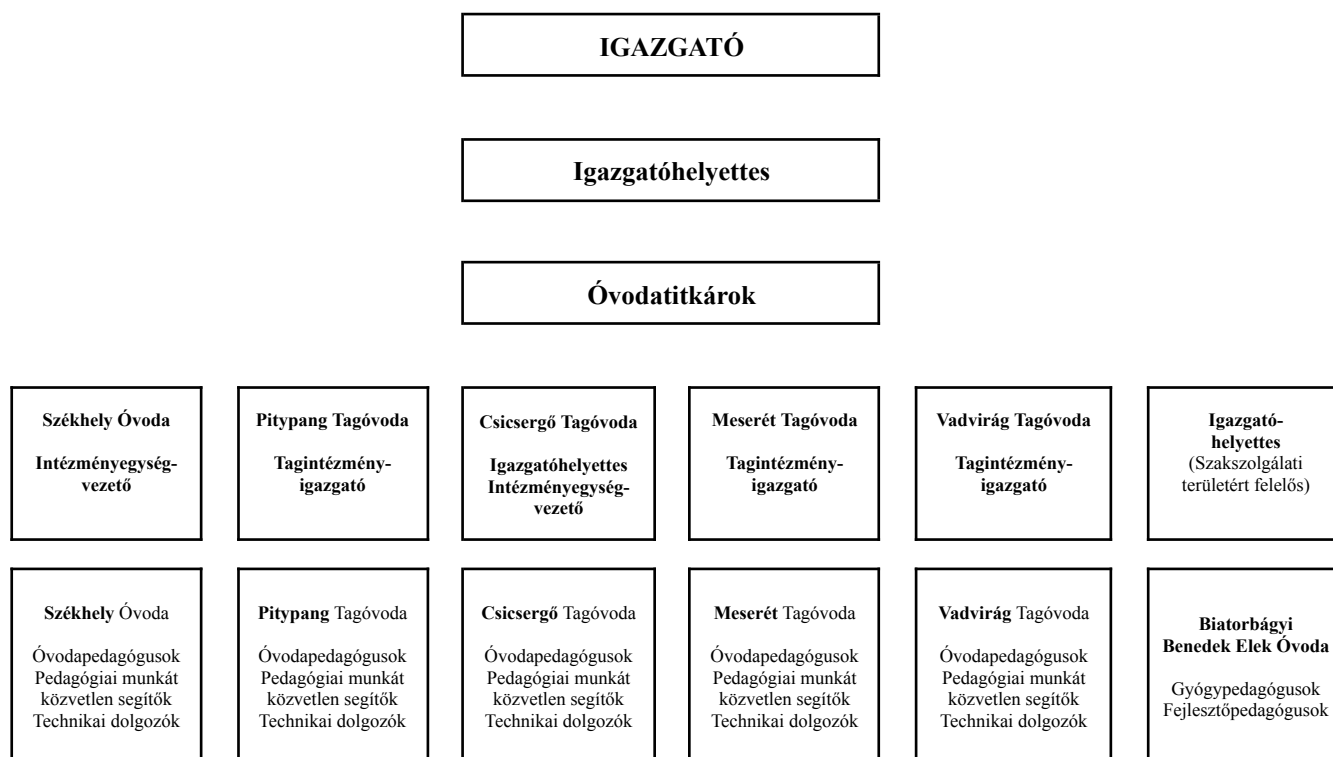 IGAZGATÓ
Igazgatóhelyettes
Óvodatitkárok
Székhely Óvoda
Intézményegység-
vezető
Pitypang Tagóvoda
Tagintézmény-
igazgató
Csicsergő Tagóvoda
Igazgatóhelyettes
Intézményegység-
vezető
Meserét Tagóvoda
Tagintézmény-
igazgató
Vadvirág Tagóvoda
Tagintézmény-
igazgató
Igazgató-
helyettes
(Szakszolgálati
területért felelős)
Székhely Óvoda
Óvodapedagógusok
Pedagógiai munkát
közvetlen segítők
Technikai dolgozók
Pitypang Tagóvoda
Óvodapedagógusok
Pedagógiai munkát
közvetlen segítők
Technikai dolgozók
Csicsergő Tagóvoda
Óvodapedagógusok
Pedagógiai munkát
közvetlen segítők
Technikai dolgozók
Meserét Tagóvoda
Óvodapedagógusok
Pedagógiai munkát
közvetlen segítők
Technikai dolgozók
Vadvirág Tagóvoda
Óvodapedagógusok
Pedagógiai munkát
közvetlen segítők
Technikai dolgozók
Biatorbágyi
Benedek Elek Óvoda
Gyógypedagógusok
Fejlesztőpedagógusok